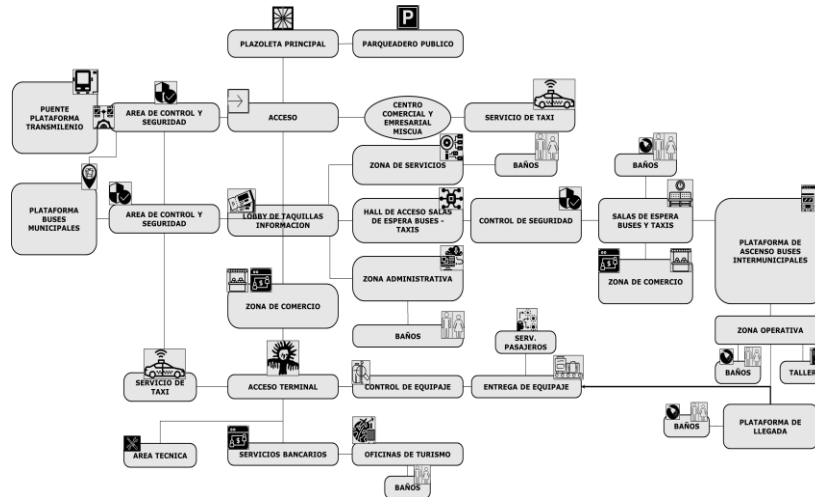 P
PLAZOLETA PRINCIPAL
PARQUEADERO PUBLICO
PUENTE
PLATAFORMA
TRANSMILENIO
AREA DE CONTROL Y
SEGURIDAD
ACCESO
CENTRO
COMERCIAL Y
EMRESARIAL
MISCUA
SERVICIO DE TAXI
ZONA DE SERVICIOS
BAÑOS
BAÑOS
PLATAFORMA
BUSES
MUNICIPALES
AREA DE CONTROL Y
SEGURIDAD
LOBBY DE TAQUILLAS
INFORMACION
HALL DE ACCESO SALAS
DE ESPERA BUSES -
TAXIS
CONTROL DE SEGURIDAD
SALAS DE ESPERA
BUSES Y TAXIS
PLATAFORMA DE
ASCENSO BUSES
INTERMUNICIPALES
ZONA ADMINISTRATIVA
ZONA DE COMERCIO
ZONA DE COMERCIO
BAÑOS
SERV.
PASAJEROS
ZONA OPERATIVA
BAÑOS
TALLER
SERVICIO DE
TAXI
ACCESO TERMINAL
CONTROL DE EQUIPAJE
ENTREGA DE EQUIPAJE
BAÑOS
PLATAFORMA DE
LLEGADA
AREA TECNICA
SERVICIOS BANCARIOS
OFICINAS DE TURISMO
BAÑOS